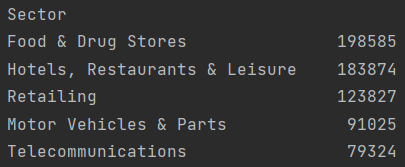 Sector
Food & Drug Stores 198585
Hotels, Restaurants & Leisure 183874
Retailing 123827
Motor Vehicles & Parts 91025
Telecommunications 79324